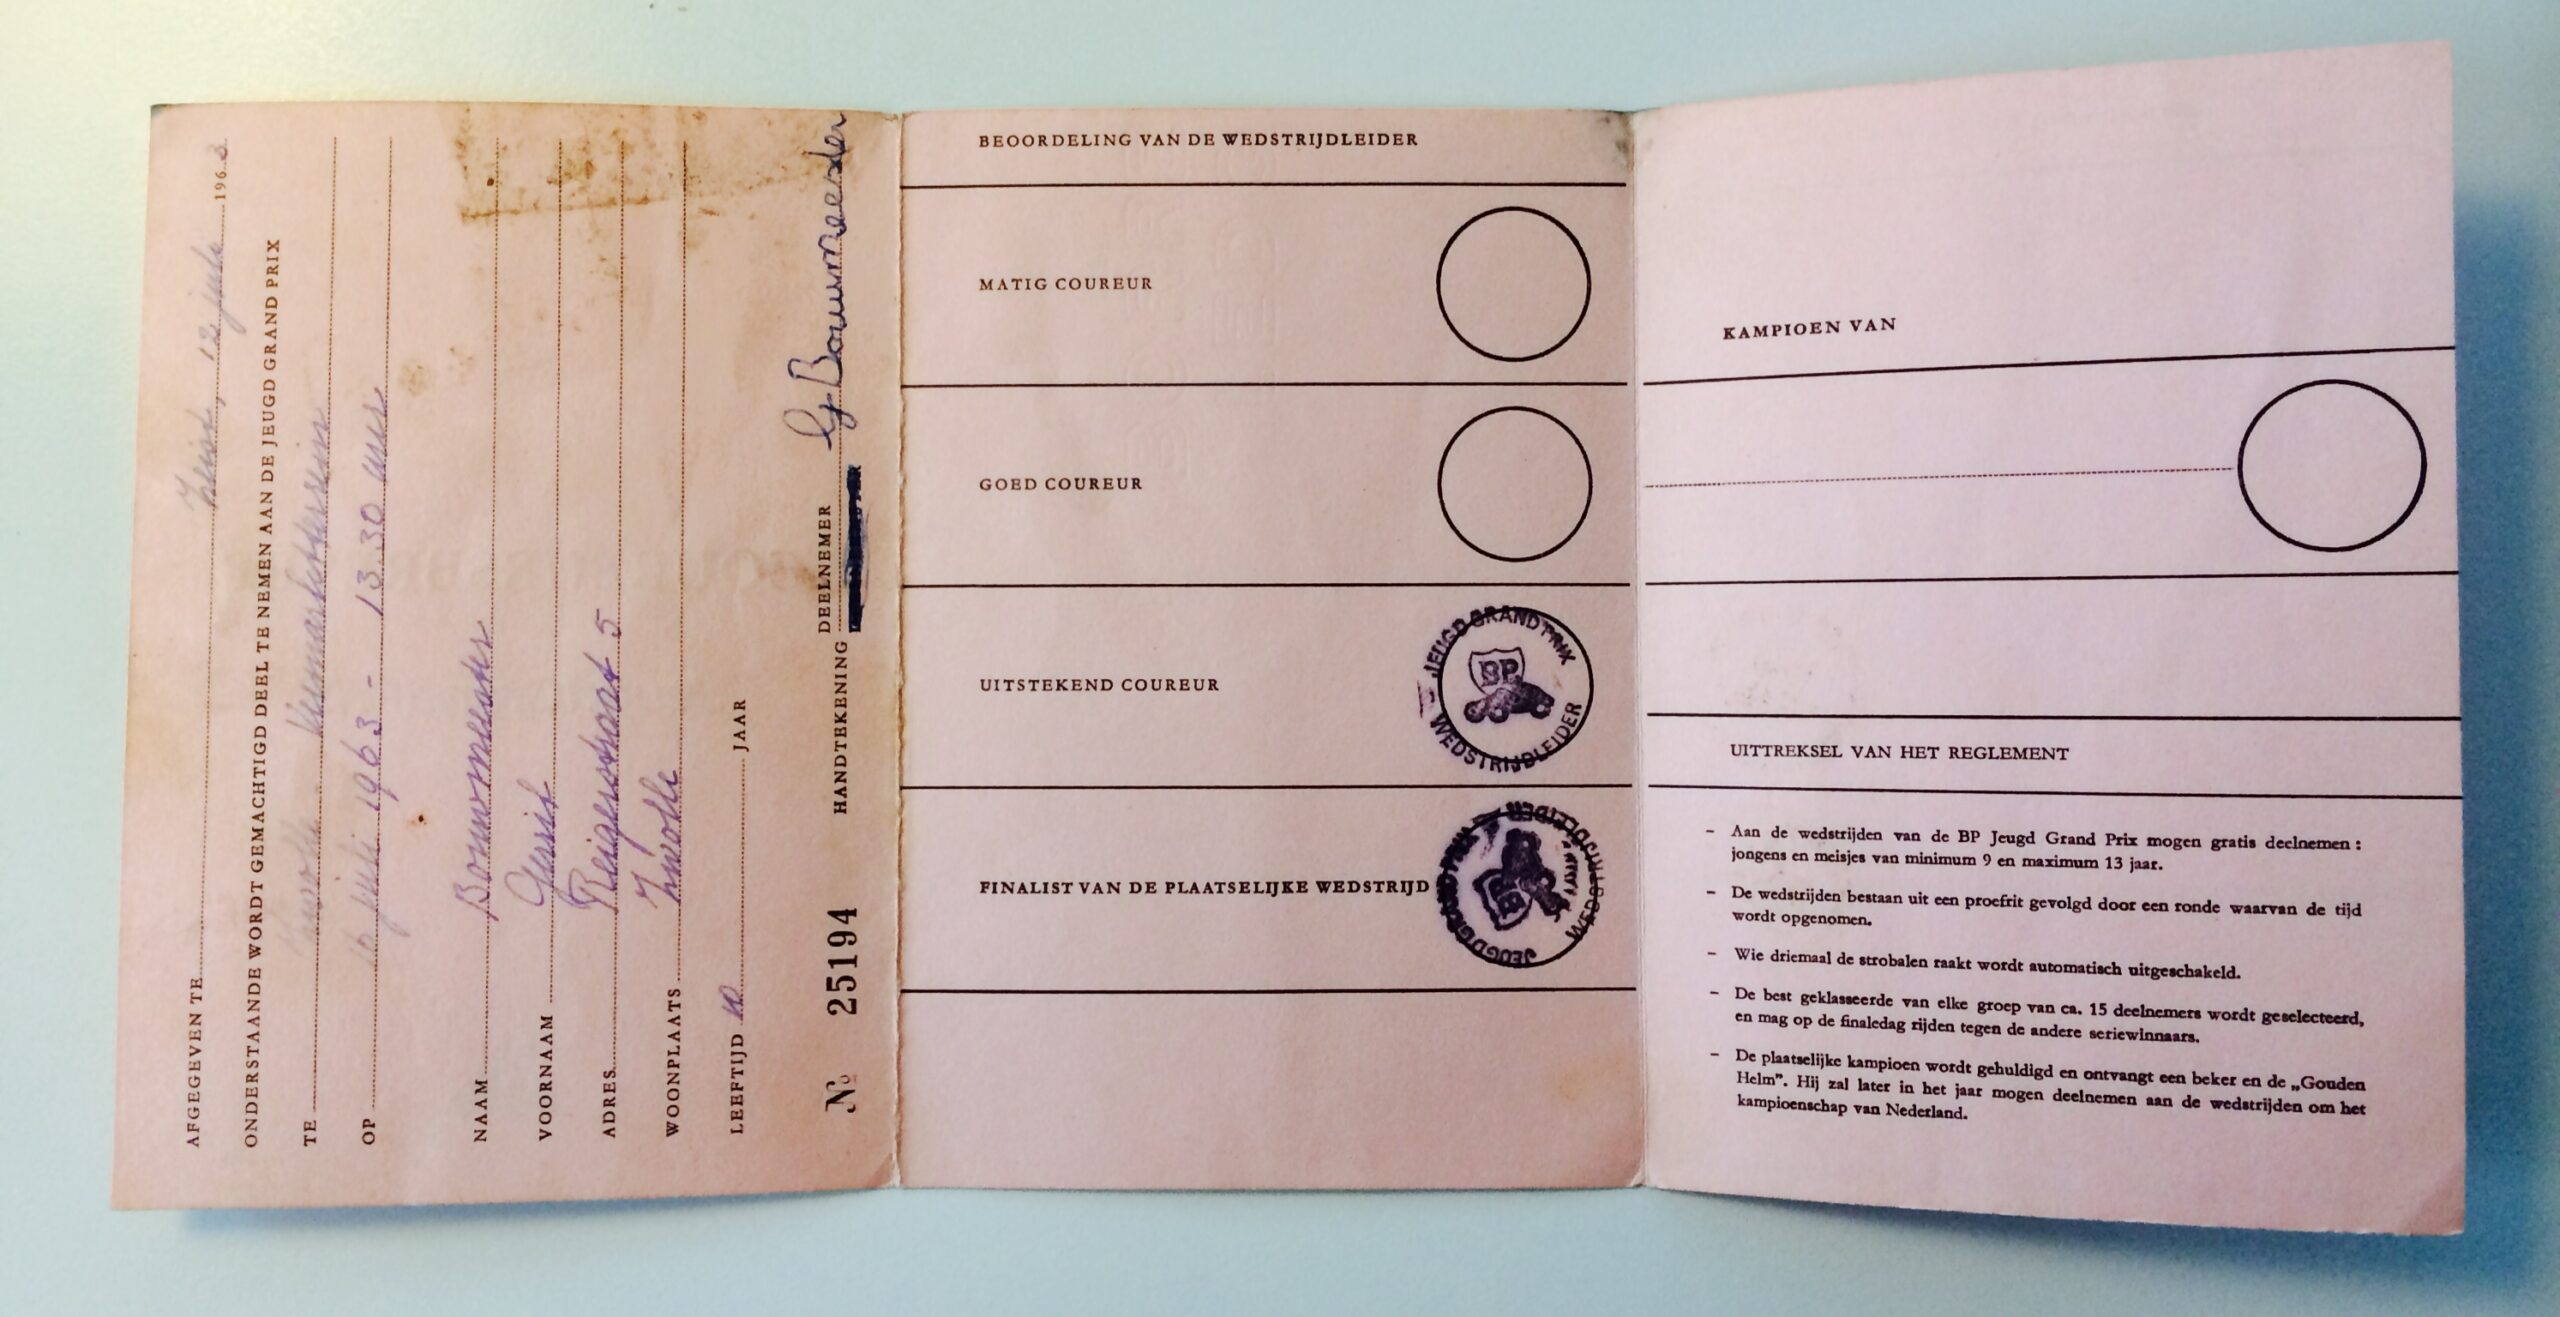 AFGEGEVEN TE 12 juli 1963
ONDERSTAANDE WORDT GEMACHTIGD DEEL TE NEMEN AAN DE JEUGD GRAND PRIX
TE
OP juli 1963 - 13.30 uur
NAAM Bouwmeester
VOORNAAM Gerrit
ADRES Reigerstraat 5
WOONPLAATS Zwolle
LEEFTIJD 10 JAAR
HANDTEKENING DEELNEMER G Bouwmeester
№ 25194
BEOORDELING VAN DE WEDSTRIJDLEIDER
MATIG COUREUR
GOED COUREUR
UITSTEKEND COUREUR
JEUGD GRAND PRIX
BP
WEDSTRIJDLEIDER
FINALIST VAN DE PLAATSELIJKE WEDSTRIJD
JEUGD GRAND PRIX
BP
WEDSTRIJDLEIDER
KAMPIOEN VAN
UITTREKSEL VAN HET REGLEMENT
– Aan de wedstrijden van de BP Jeugd Grand Prix mogen gratis deelnemen :
jongens en meisjes van minimum 9 en maximum 13 jaar.
– De wedstrijden bestaan uit een proefrit gevolgd door een ronde waarvan de tijd
wordt opgenomen.
– Wie driemaal de strobalen raakt wordt automatisch uitgeschakeld.
– De best geklasseerde van elke groep van ca. 15 deelnemers wordt geselecteerd,
en mag op de finaledag rijden tegen de andere seriewinnaars.
– De plaatselijke kampioen wordt gehuldigd en ontvangt een beker en de „Gouden
Helm”. Hij zal later in het jaar mogen deelnemen aan de wedstrijden om het
kampioenschap van Nederland.